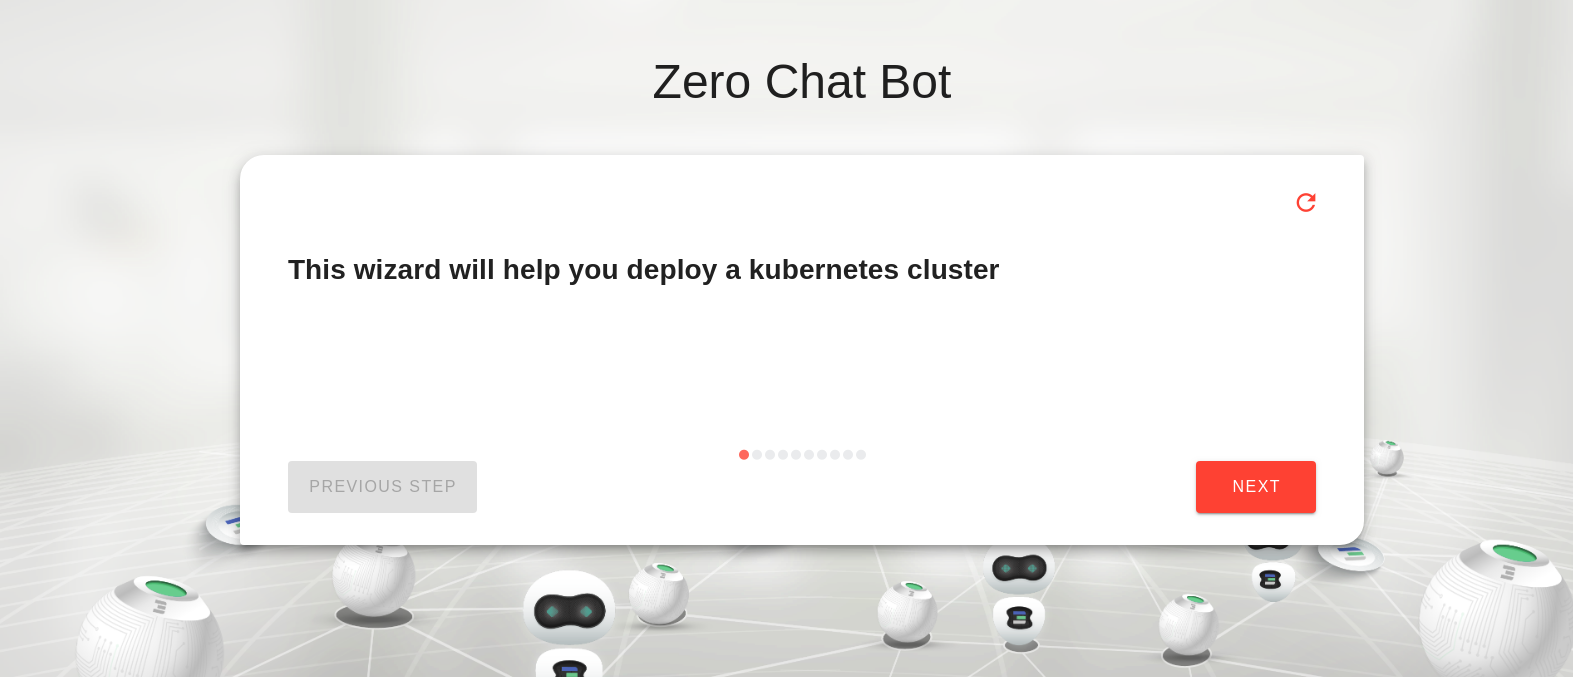 Zero Chat Bot
This wizard will help you deploy a kubernetes cluster
PREVIOUS STEP
NEXT